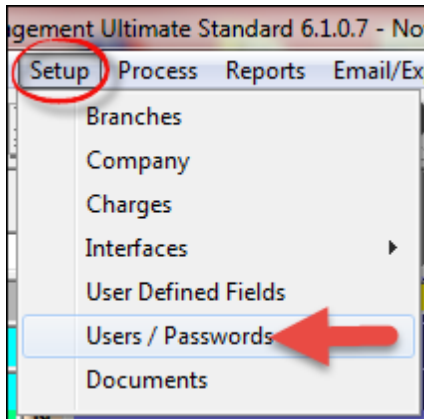 gement Ultimate Standard 6.1.0.7 - No
Setup Process Reports Email/Ex
Branches
Company
Charges
Interfaces
User Defined Fields
Users / Passwords
Documents